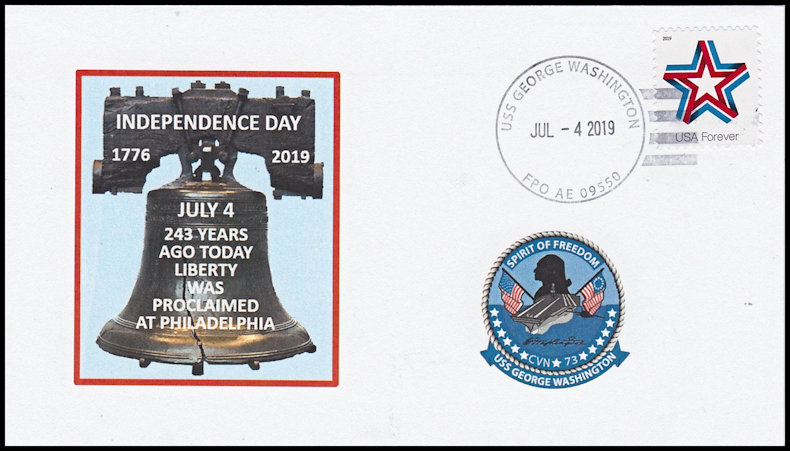 INDEPENDENCE DAY
1776 2019
JULY 4
243 YEARS
AGO TODAY
LIBERTY
WAS
PROCLAIMED
AT PHILADELPHIA
USS GEORGE WASHINGTON
JUL - 4 2019
FPO AE 09550
2019
USA Forever
SPIRIT OF FREEDOM
CVN 73
USS GEORGE WASHINGTON